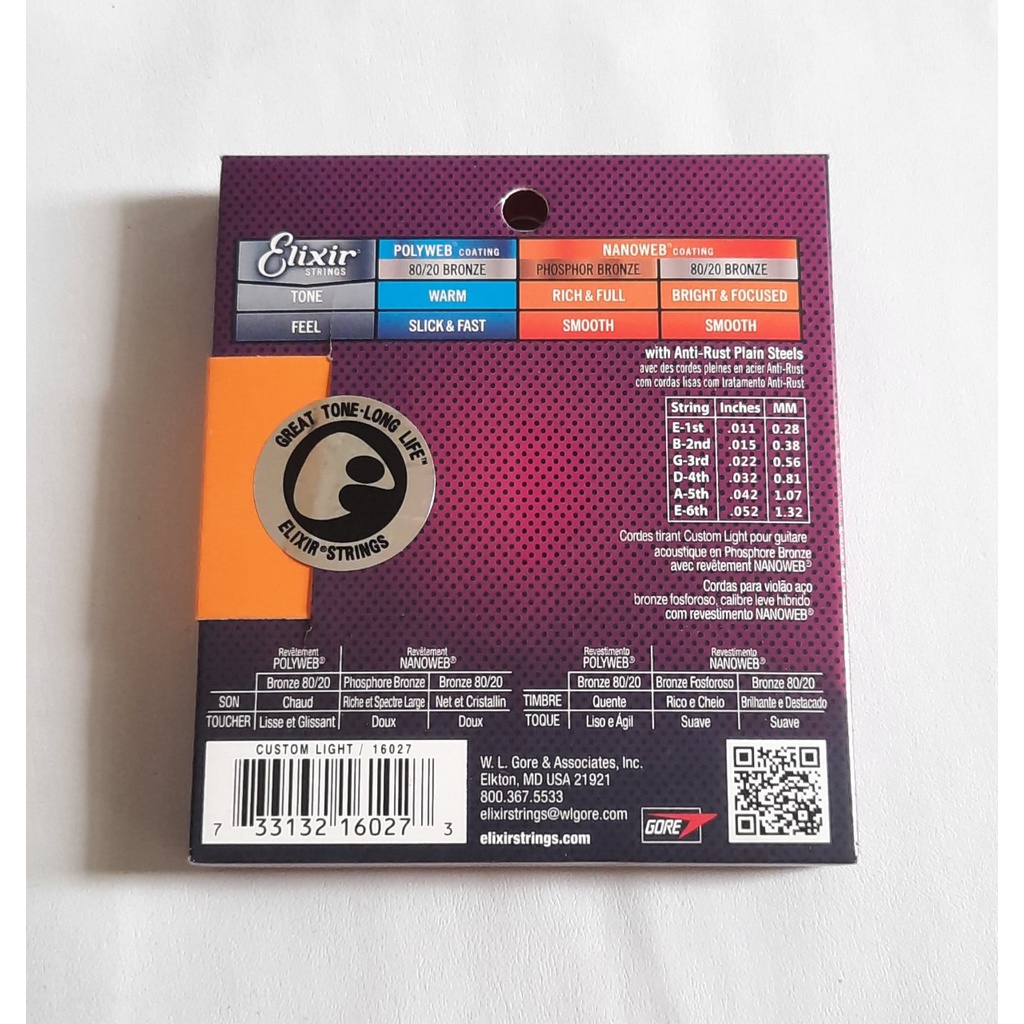 Elixir®
STRINGS
POLYWEB® COATING
NANOWEB® COATING
80/20 BRONZE
PHOSPHOR BRONZE
80/20 BRONZE
TONE
WARM
RICH & FULL
BRIGHT & FOCUSED
FEEL
SLICK & FAST
SMOOTH
SMOOTH
with Anti-Rust Plain Steels
avec des cordes pleines en acier Anti-Rust
com cordas lisas com tratamento Anti-Rust
String Inches MM
E-1st .011 0.28
B-2nd .015 0.38
G-3rd .022 0.56
D-4th .032 0.81
A-5th .042 1.07
E-6th .052 1.32
GREAT TONE·LONG LIFE™
ELIXIR® STRINGS
Cordes tirant Custom Light pour guitare
acoustique en Phosphore Bronze
avec revêtement NANOWEB®
Cordas para violão aço
bronze fosforoso, calibre leve híbrido
com revestimento NANOWEB®
Revêtement
POLYWEB®
Revêtement
NANOWEB®
Bronze 80/20 Phosphore Bronze Bronze 80/20
SON Chaud Riche et Spectre Large Net et Cristallin
TOUCHER Lisse et Glissant Doux Doux
Revestimento
POLYWEB®
Revestimento
NANOWEB®
Bronze 80/20 Bronze Fosforoso Bronze 80/20
TIMBRE Quente Rico e Cheio Brilhante e Destacado
TOQUE Liso e Ágil Suave Suave
CUSTOM LIGHT / 16027
7 33132 16027 3
W. L. Gore & Associates, Inc.
Elkton, MD USA 21921
800.367.5533
elixirstrings@wlgore.com
elixirstrings.com
GORE